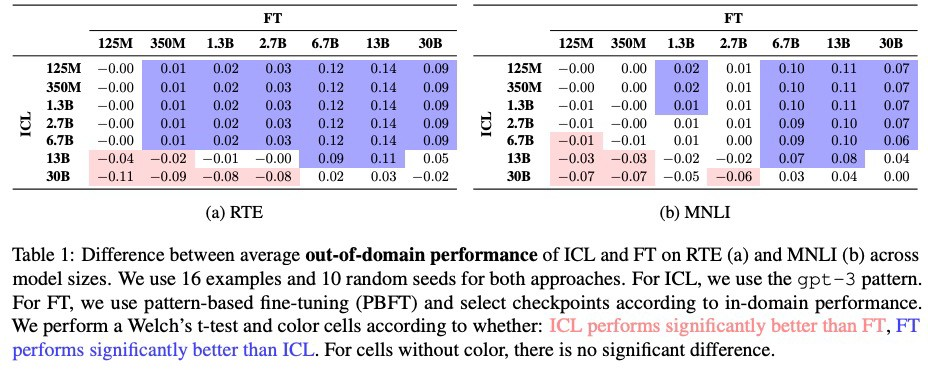 FT FT
125M 350M 1.3B 2.7B 6.7B 13B 30B 125M 350M 1.3B 2.7B 6.7B 13B 30B
125M −0.00 0.01 0.02 0.03 0.12 0.14 0.09 125M −0.00 0.00 0.02 0.01 0.10 0.11 0.07
350M −0.00 0.01 0.02 0.03 0.12 0.14 0.09 350M −0.00 0.00 0.02 0.01 0.10 0.11 0.07
1.3B −0.00 0.01 0.02 0.03 0.12 0.14 0.09 1.3B −0.01 −0.00 0.01 0.01 0.10 0.11 0.07
ICL 2.7B −0.00 0.01 0.02 0.03 0.12 0.14 0.09 ICL 2.7B −0.01 −0.00 0.01 0.01 0.09 0.10 0.07
6.7B −0.00 0.01 0.02 0.03 0.12 0.14 0.09 6.7B −0.01 −0.01 0.01 0.00 0.09 0.10 0.06
13B −0.04 −0.02 −0.01 −0.00 0.09 0.11 0.05 13B −0.03 −0.03 −0.02 −0.02 0.07 0.08 0.04
30B −0.11 −0.09 −0.08 −0.08 0.02 0.03 −0.02 30B −0.07 −0.07 −0.05 −0.06 0.03 0.04 0.00
(a) RTE (b) MNLI
Table 1: Difference between average out-of-domain performance of ICL and FT on RTE (a) and MNLI (b) across
model sizes. We use 16 examples and 10 random seeds for both approaches. For ICL, we use the gpt-3 pattern.
For FT, we use pattern-based fine-tuning (PBFT) and select checkpoints according to in-domain performance.
We perform a Welch's t-test and color cells according to whether: ICL performs significantly better than FT, FT
performs significantly better than ICL. For cells without color, there is no significant difference.